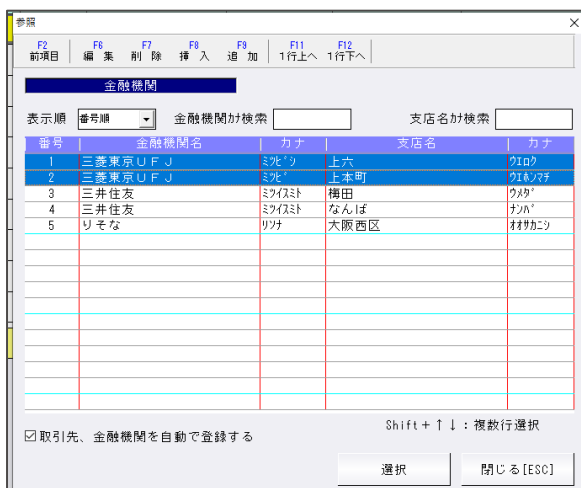 参照
F2 F6 F7 F8 F9 F11 F12
前項目 編 集 削 除 挿 入 追 加 1行上へ 1行下へ
金融機関
表示順 番号順 金融機関ｶﾅ検索 支店名ｶﾅ検索
番号 金融機関名 カナ 支店名 カナ
1 三菱東京ＵＦＪ ﾐﾂﾋﾞｼ 上六 ｳｴﾛｸ
2 三菱東京ＵＦＪ ﾐﾂﾋﾞ 上本町 ｳｴﾎﾝﾏﾁ
3 三井住友 ﾐﾂｲｽﾐﾄ 梅田 ｳﾒﾀﾞ
4 三井住友 ﾐﾂｲｽﾐﾄ なんば ﾅﾝﾊﾞ
5 りそな ﾘｿﾅ 大阪西区 ｵｵｻｶﾆｼ
Shift＋↑↓：複数行選択
取引先、金融機関を自動で登録する
選択 閉じる[ESC]